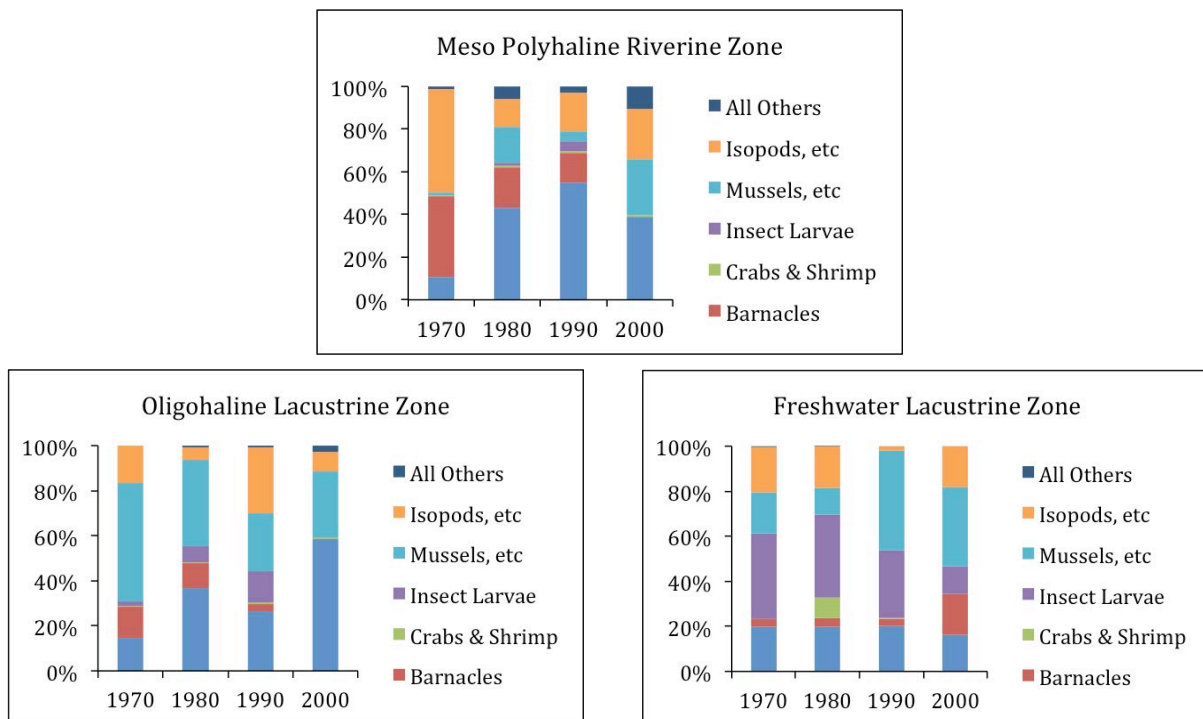 Meso Polyhaline Riverine Zone
100%
80%
60%
40%
20%
0%
1970 1980 1990 2000
All Others
Isopods, etc
Mussels, etc
Insect Larvae
Crabs & Shrimp
Barnacles
Oligohaline Lacustrine Zone
100%
80%
60%
40%
20%
0%
1970 1980 1990 2000
All Others
Isopods, etc
Mussels, etc
Insect Larvae
Crabs & Shrimp
Barnacles
Freshwater Lacustrine Zone
100%
80%
60%
40%
20%
0%
1970 1980 1990 2000
All Others
Isopods, etc
Mussels, etc
Insect Larvae
Crabs & Shrimp
Barnacles